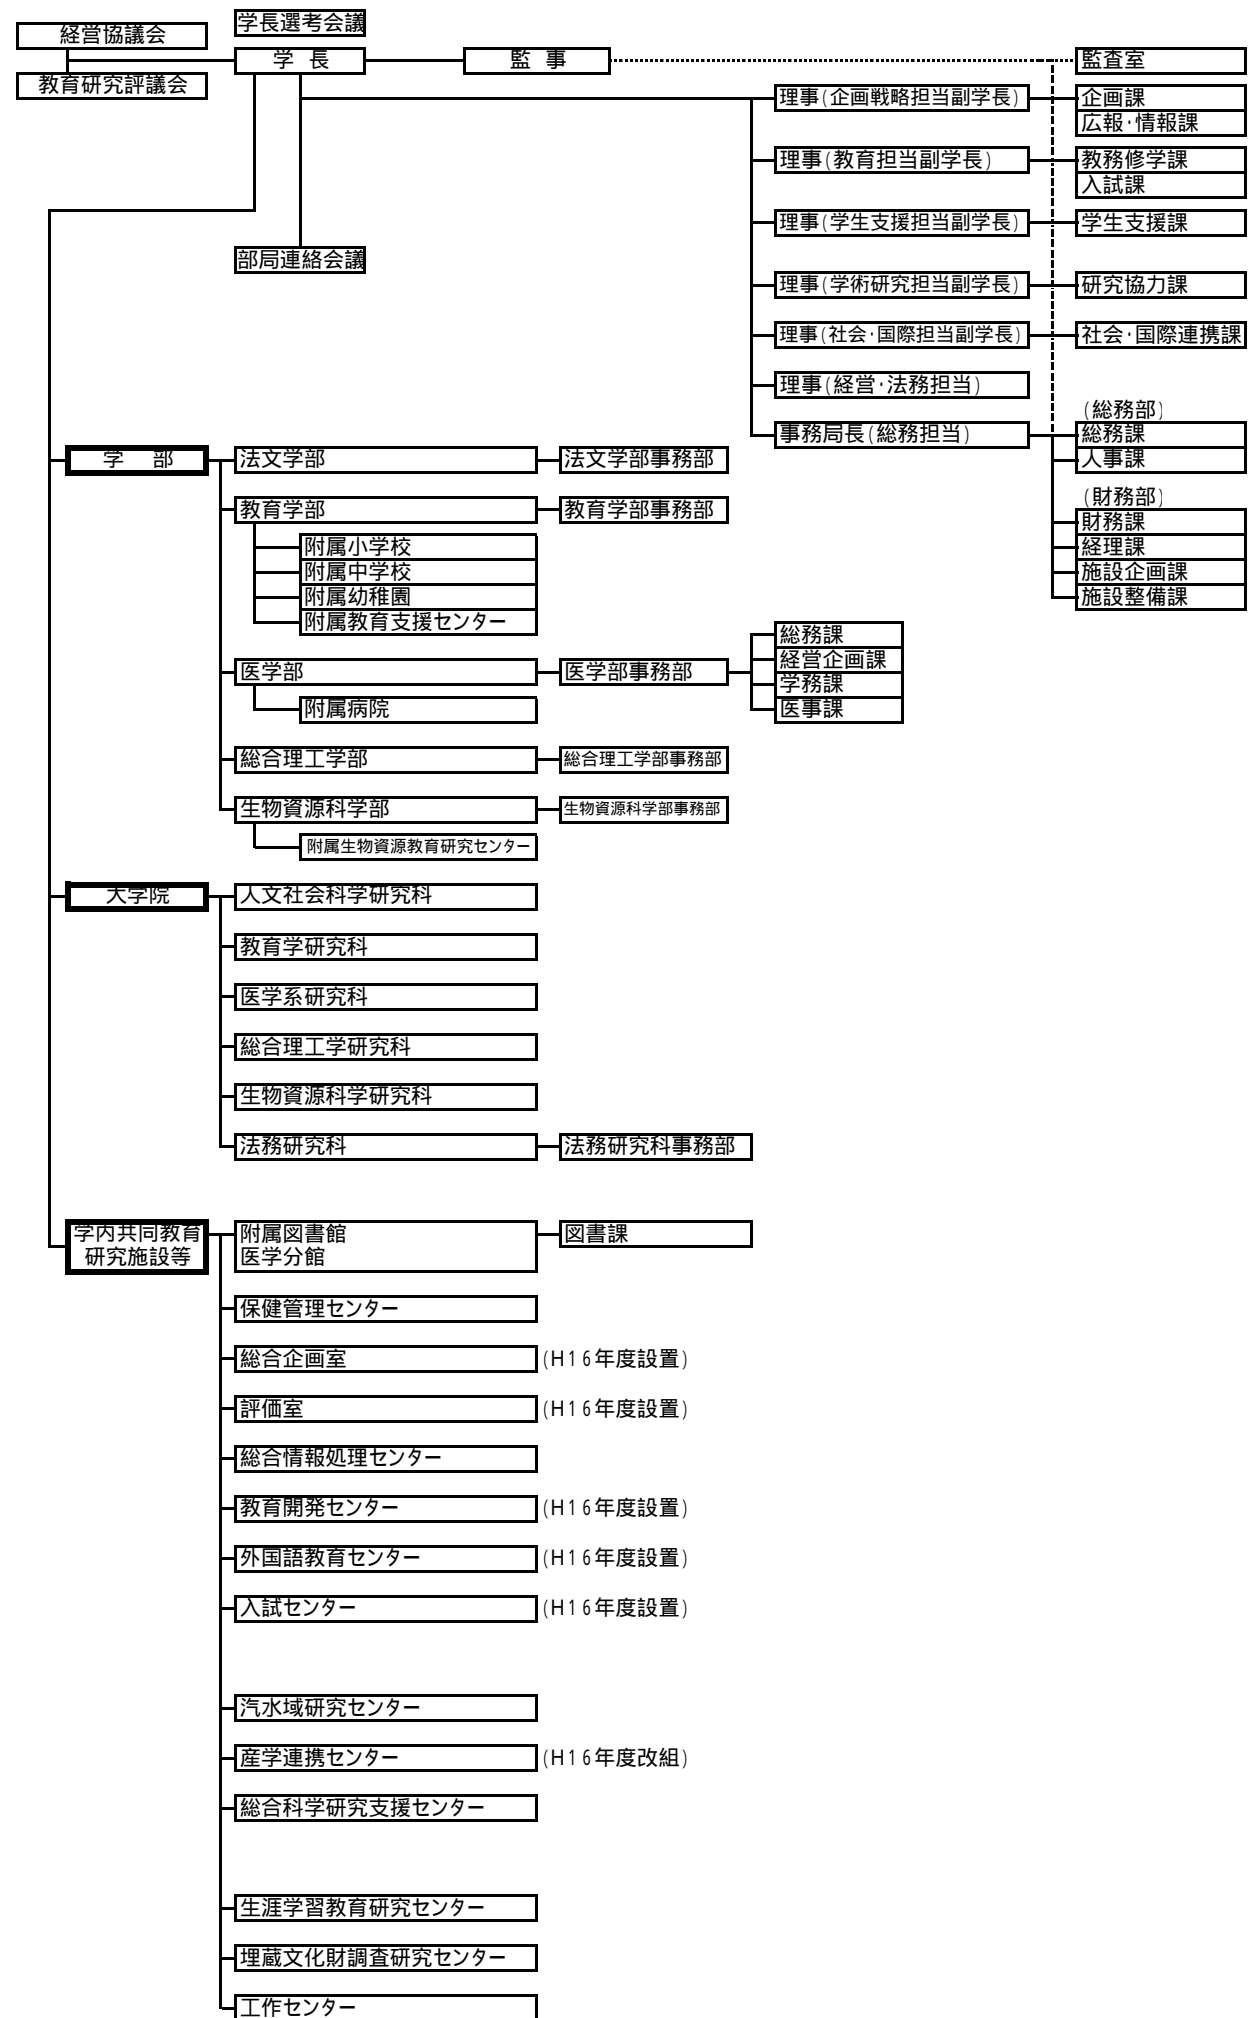 学長選考会議
経営協議会
学 長
監 事
監査室
教育研究評議会
理事(企画戦略担当副学長)
企画課
広報･情報課
理事(教育担当副学長)
教務修学課
入試課
理事(学生支援担当副学長)
学生支援課
部局連絡会議
理事(学術研究担当副学長)
研究協力課
理事(社会･国際担当副学長)
社会･国際連携課
理事(経営･法務担当)
(総務部)
事務局長(総務担当)
総務課
人事課
(財務部)
財務課
経理課
施設企画課
施設整備課
学 部
法文学部
法文学部事務部
教育学部
教育学部事務部
附属小学校
附属中学校
附属幼稚園
附属教育支援センター
医学部
医学部事務部
総務課
経営企画課
学務課
医事課
附属病院
総合理工学部
総合理工学部事務部
生物資源科学部
生物資源科学部事務部
附属生物資源教育研究センター
大学院
人文社会科学研究科
教育学研究科
医学系研究科
総合理工学研究科
生物資源科学研究科
法務研究科
法務研究科事務部
学内共同教育
研究施設等
附属図書館
医学分館
図書課
保健管理センター
総合企画室
(H16年度設置)
評価室
(H16年度設置)
総合情報処理センター
教育開発センター
(H16年度設置)
外国語教育センター
(H16年度設置)
入試センター
(H16年度設置)
汽水域研究センター
産学連携センター
(H16年度改組)
総合科学研究支援センター
生涯学習教育研究センター
埋蔵文化財調査研究センター
工作センター